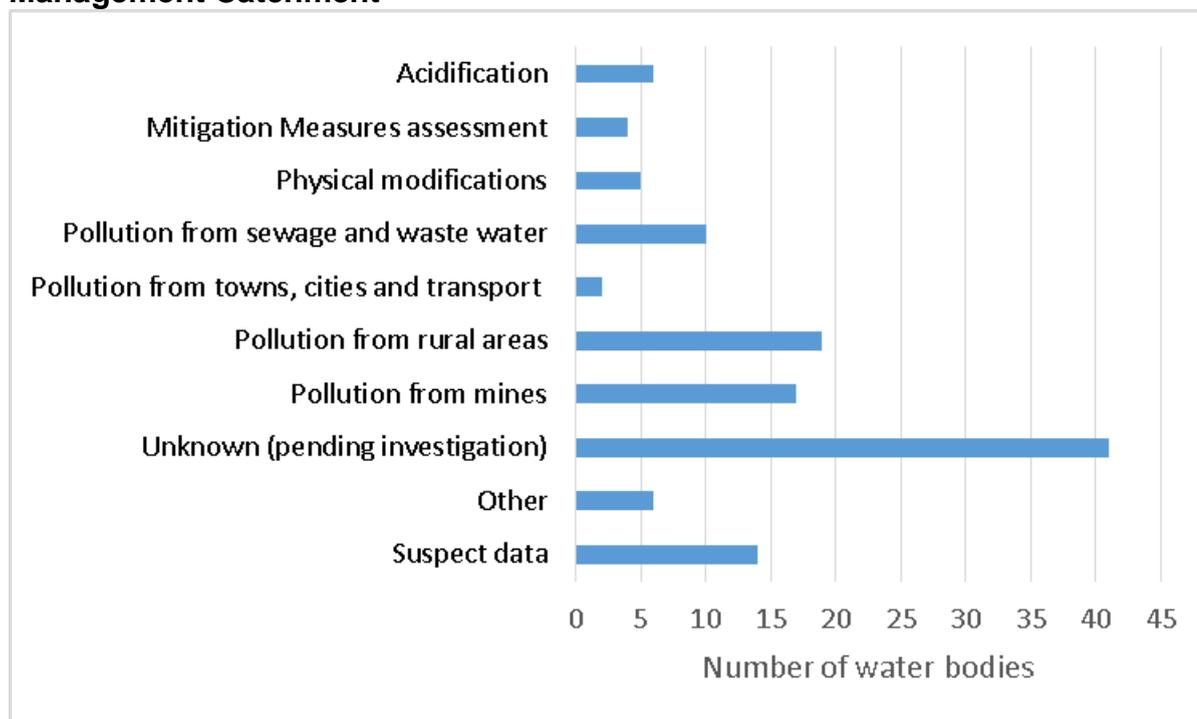 Management Catchment
Acidification
Mitigation Measures assessment
Physical modifications
Pollution from sewage and waste water
Pollution from towns, cities and transport
Pollution from rural areas
Pollution from mines
Unknown (pending investigation)
Other
Suspect data
0 5 10 15 20 25 30 35 40 45
Number of water bodies